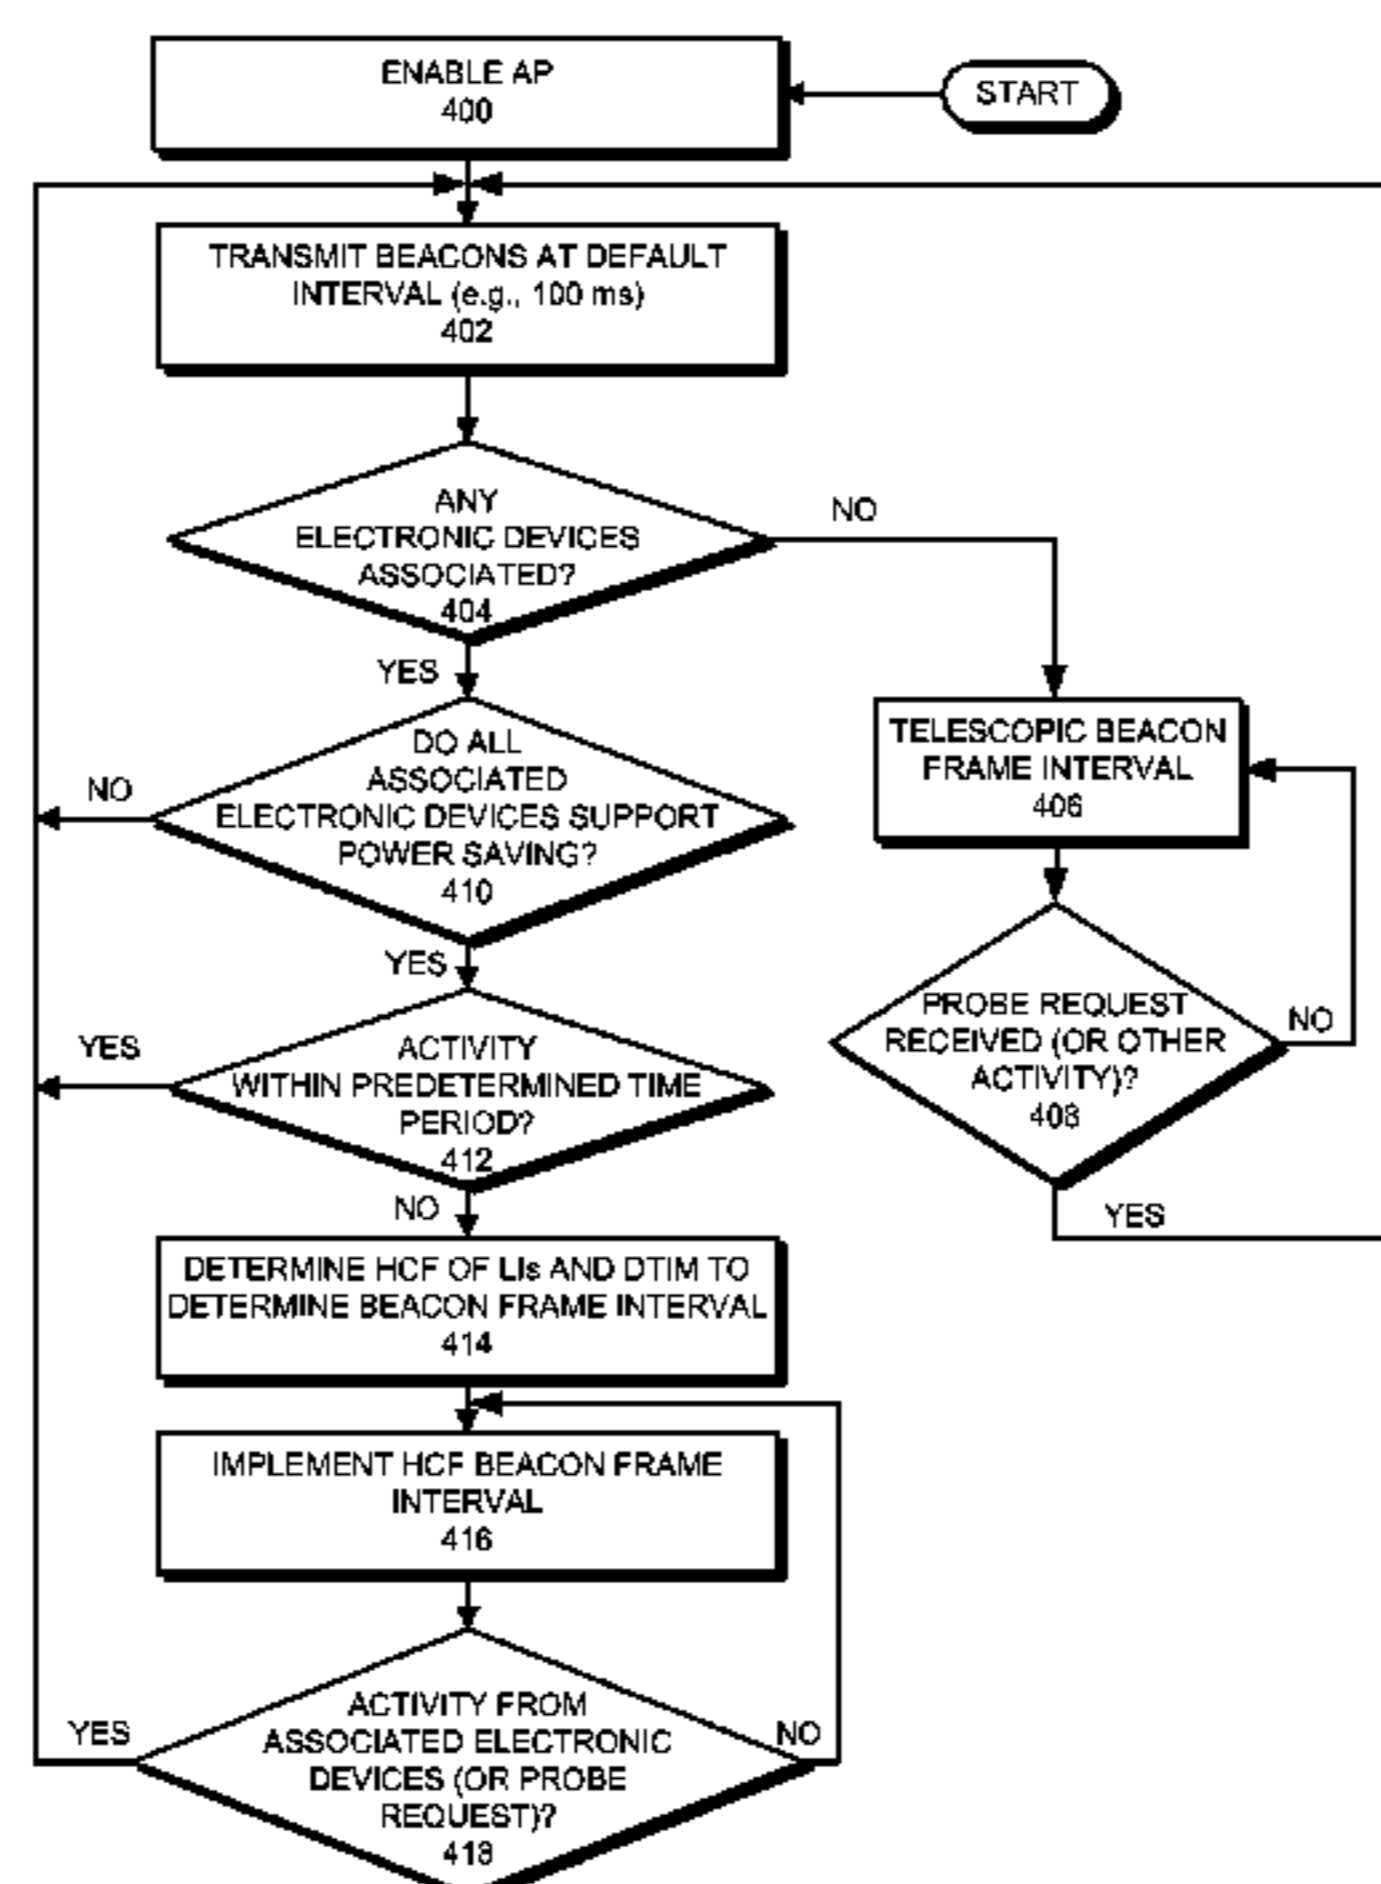 ENABLE AP
400
START
TRANSMIT BEACONS AT DEFAULT
INTERVAL (e.g., 100 ms)
402
ANY
ELECTRONIC DEVICES
ASSOCIATED?
404
NO
YES
DO ALL
ASSOCIATED
ELECTRONIC DEVICES SUPPORT
POWER SAVING?
410
NO
YES
TELESCOPIC BEACON
FRAME INTERVAL
406
PROBE REQUEST
RECEIVED (OR OTHER
ACTIVITY)?
408
NO
YES
ACTIVITY
WITHIN PREDETERMINED TIME
PERIOD?
412
YES
NO
DETERMINE HCF OF LIs AND DTIM TO
DETERMINE BEACON FRAME INTERVAL
414
IMPLEMENT HCF BEACON FRAME
INTERVAL
416
ACTIVITY FROM
ASSOCIATED ELECTRONIC
DEVICES (OR PROBE
REQUEST)?
418
YES
NO